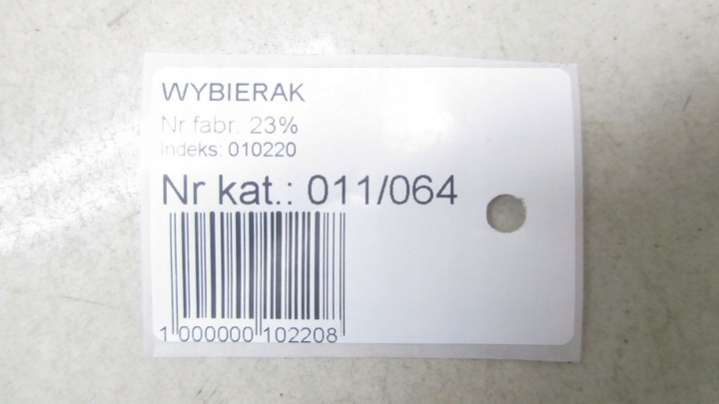 WYBIERAK
Nr fabr. 23%
Indeks: 010220
Nr kat.: 011/064
1 000000 102208